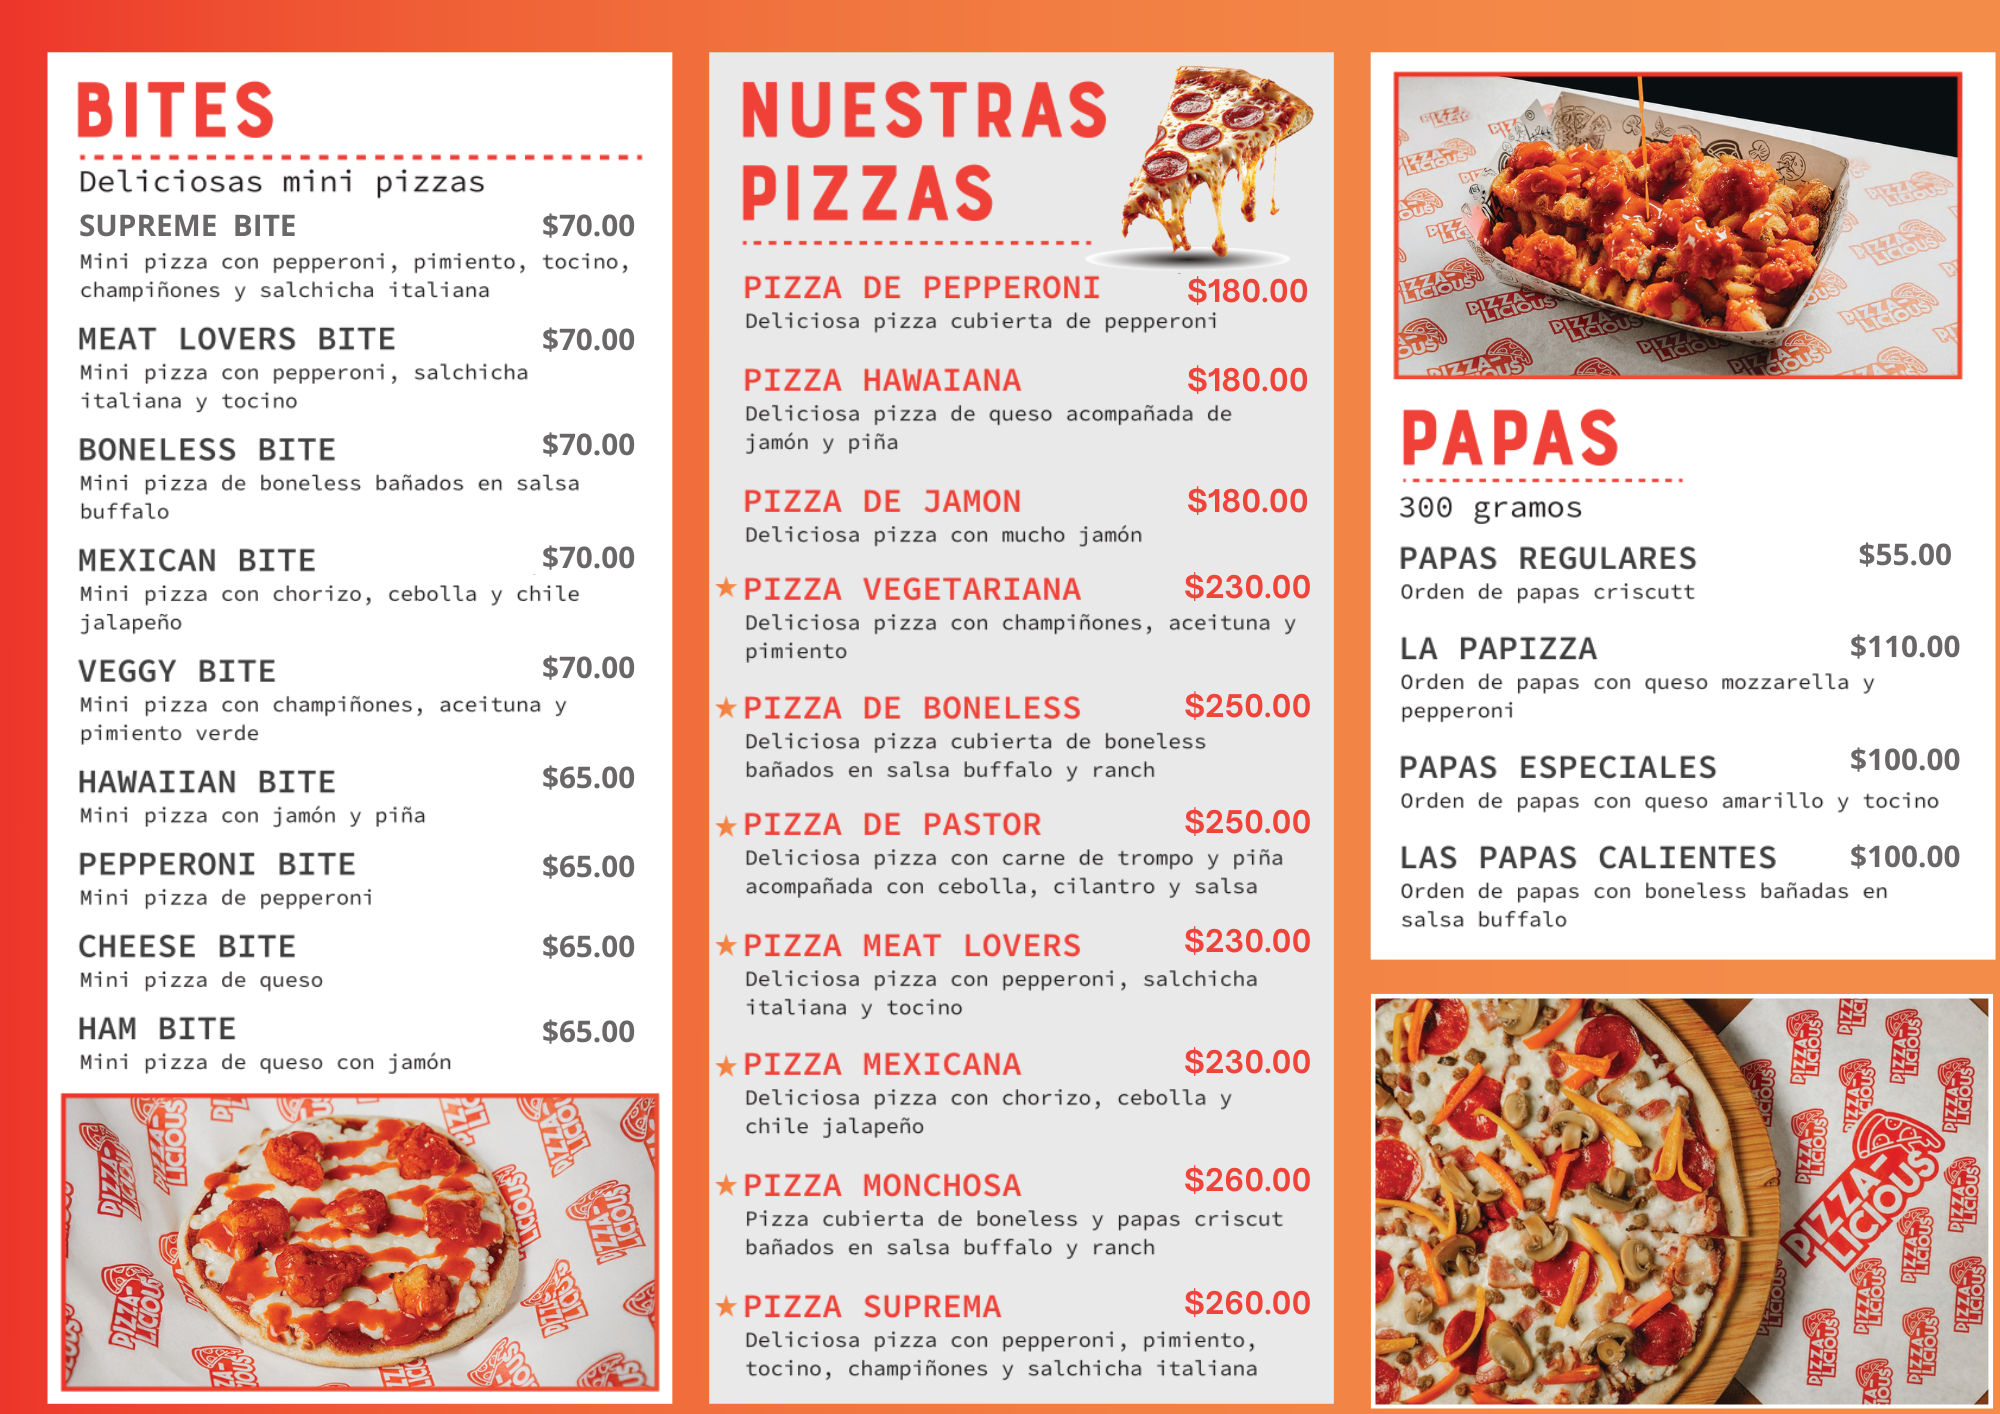 BITES
Deliciosas mini pizzas
SUPREME BITE $70.00
Mini pizza con pepperoni, pimiento, tocino,
champiñones y salchicha italiana
MEAT LOVERS BITE $70.00
Mini pizza con pepperoni, salchicha
italiana y tocino
BONELESS BITE $70.00
Mini pizza de boneless bañados en salsa
buffalo
MEXICAN BITE $70.00
Mini pizza con chorizo, cebolla y chile
jalapeño
VEGGY BITE $70.00
Mini pizza con champiñones, aceituna y
pimiento verde
HAWAIIAN BITE $65.00
Mini pizza con jamón y piña
PEPPERONI BITE $65.00
Mini pizza de pepperoni
CHEESE BITE $65.00
Mini pizza de queso
HAM BITE $65.00
Mini pizza de queso con jamón
NUESTRAS
PIZZAS
PIZZA DE PEPPERONI $180.00
Deliciosa pizza cubierta de pepperoni
PIZZA HAWAIANA $180.00
Deliciosa pizza de queso acompañada de
jamón y piña
PIZZA DE JAMON $180.00
Deliciosa pizza con mucho jamón
★ PIZZA VEGETARIANA $230.00
Deliciosa pizza con champiñones, aceituna y
pimiento
★ PIZZA DE BONELESS $250.00
Deliciosa pizza cubierta de boneless
bañados en salsa buffalo y ranch
★ PIZZA DE PASTOR $250.00
Deliciosa pizza con carne de trompo y piña
acompañada con cebolla, cilantro y salsa
★ PIZZA MEAT LOVERS $230.00
Deliciosa pizza con pepperoni, salchicha
italiana y tocino
★ PIZZA MEXICANA $230.00
Deliciosa pizza con chorizo, cebolla y
chile jalapeño
★ PIZZA MONCHOSA $260.00
Pizza cubierta de boneless y papas criscut
bañados en salsa buffalo y ranch
★ PIZZA SUPREMA $260.00
Deliciosa pizza con pepperoni, pimiento,
tocino, champiñones y salchicha italiana
PAPAS
300 gramos
PAPAS REGULARES $55.00
Orden de papas criscutt
LA PAPIZZA $110.00
Orden de papas con queso mozzarella y
pepperoni
PAPAS ESPECIALES $100.00
Orden de papas con queso amarillo y tocino
LAS PAPAS CALIENTES $100.00
Orden de papas con boneless bañadas en
salsa buffalo
PIZZA-
LICIOUS